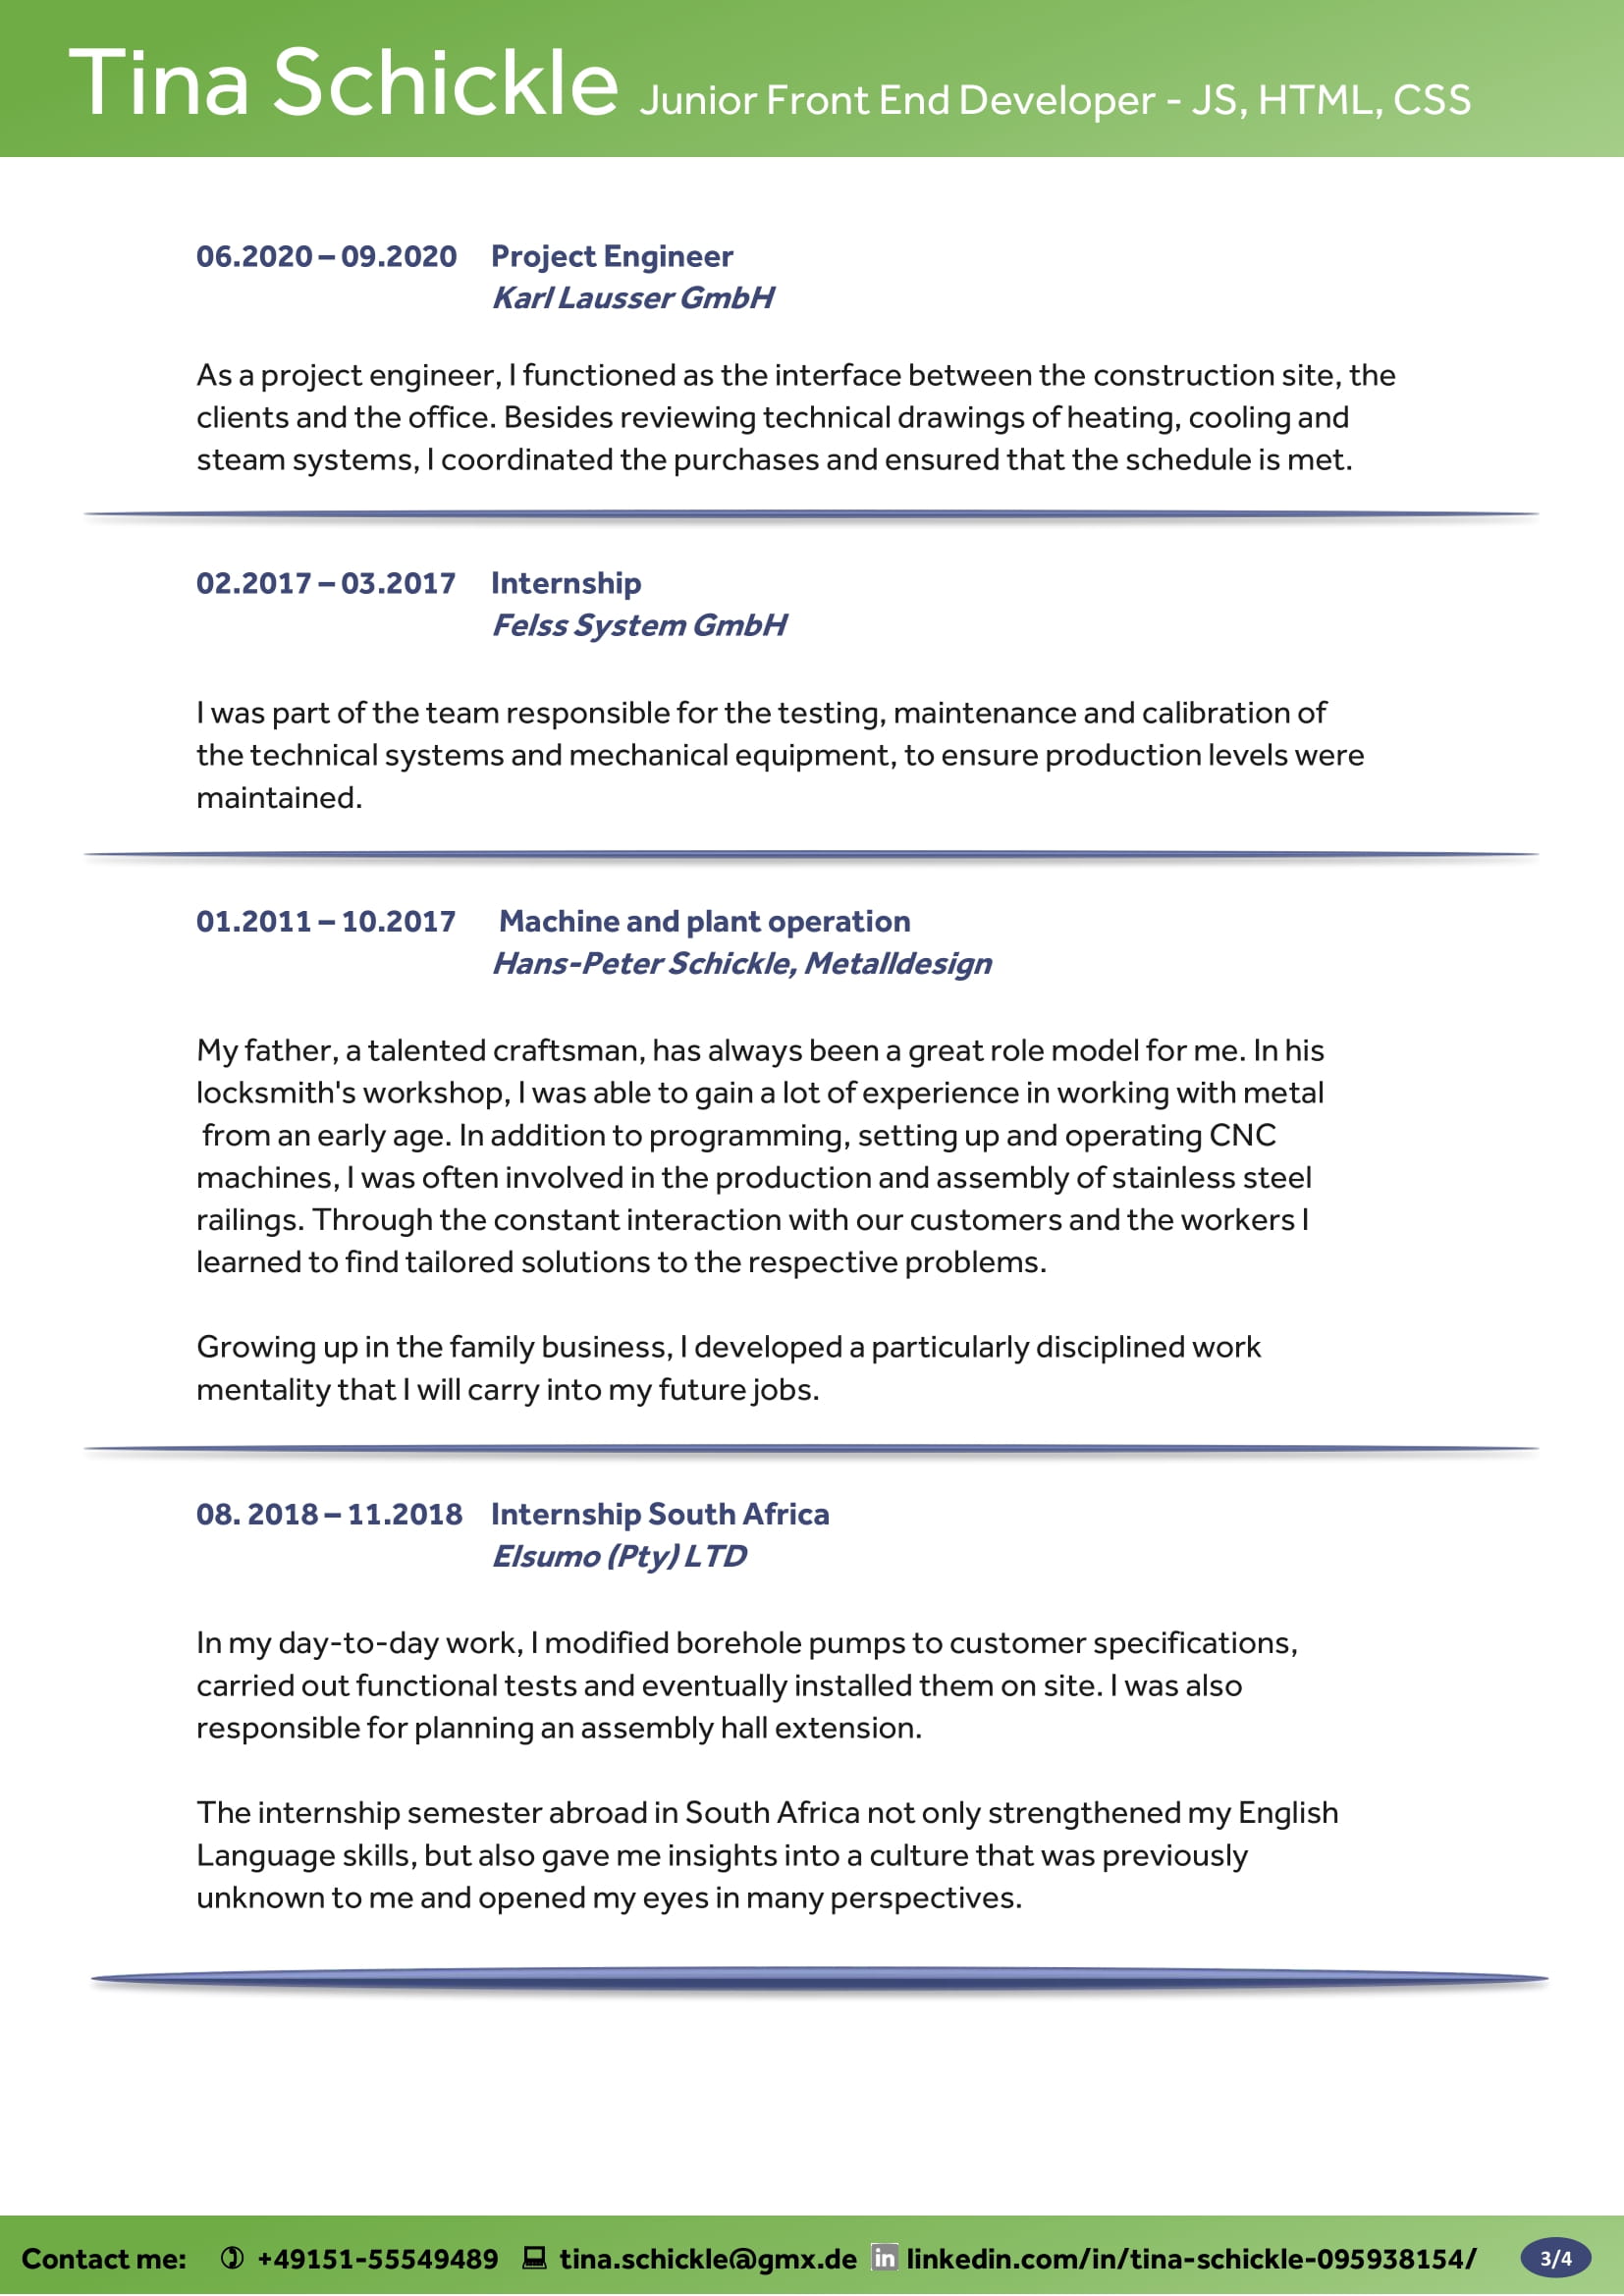 Tina Schickle Junior Front End Developer - JS, HTML, CSS
06.2020 – 09.2020 Project Engineer
Karl Lausser GmbH
As a project engineer, I functioned as the interface between the construction site, the
clients and the office. Besides reviewing technical drawings of heating, cooling and
steam systems, I coordinated the purchases and ensured that the schedule is met.
02.2017 – 03.2017 Internship
Felss System GmbH
I was part of the team responsible for the testing, maintenance and calibration of
the technical systems and mechanical equipment, to ensure production levels were
maintained.
01.2011 – 10.2017 Machine and plant operation
Hans-Peter Schickle, Metalldesign
My father, a talented craftsman, has always been a great role model for me. In his
locksmith's workshop, I was able to gain a lot of experience in working with metal
from an early age. In addition to programming, setting up and operating CNC
machines, I was often involved in the production and assembly of stainless steel
railings. Through the constant interaction with our customers and the workers I
learned to find tailored solutions to the respective problems.
Growing up in the family business, I developed a particularly disciplined work
mentality that I will carry into my future jobs.
08. 2018 – 11.2018 Internship South Africa
Elsumo (Pty) LTD
In my day-to-day work, I modified borehole pumps to customer specifications,
carried out functional tests and eventually installed them on site. I was also
responsible for planning an assembly hall extension.
The internship semester abroad in South Africa not only strengthened my English
Language skills, but also gave me insights into a culture that was previously
unknown to me and opened my eyes in many perspectives.
Contact me: +49151-55549489 tina.schickle@gmx.de in linkedin.com/in/tina-schickle-095938154/ 3/4